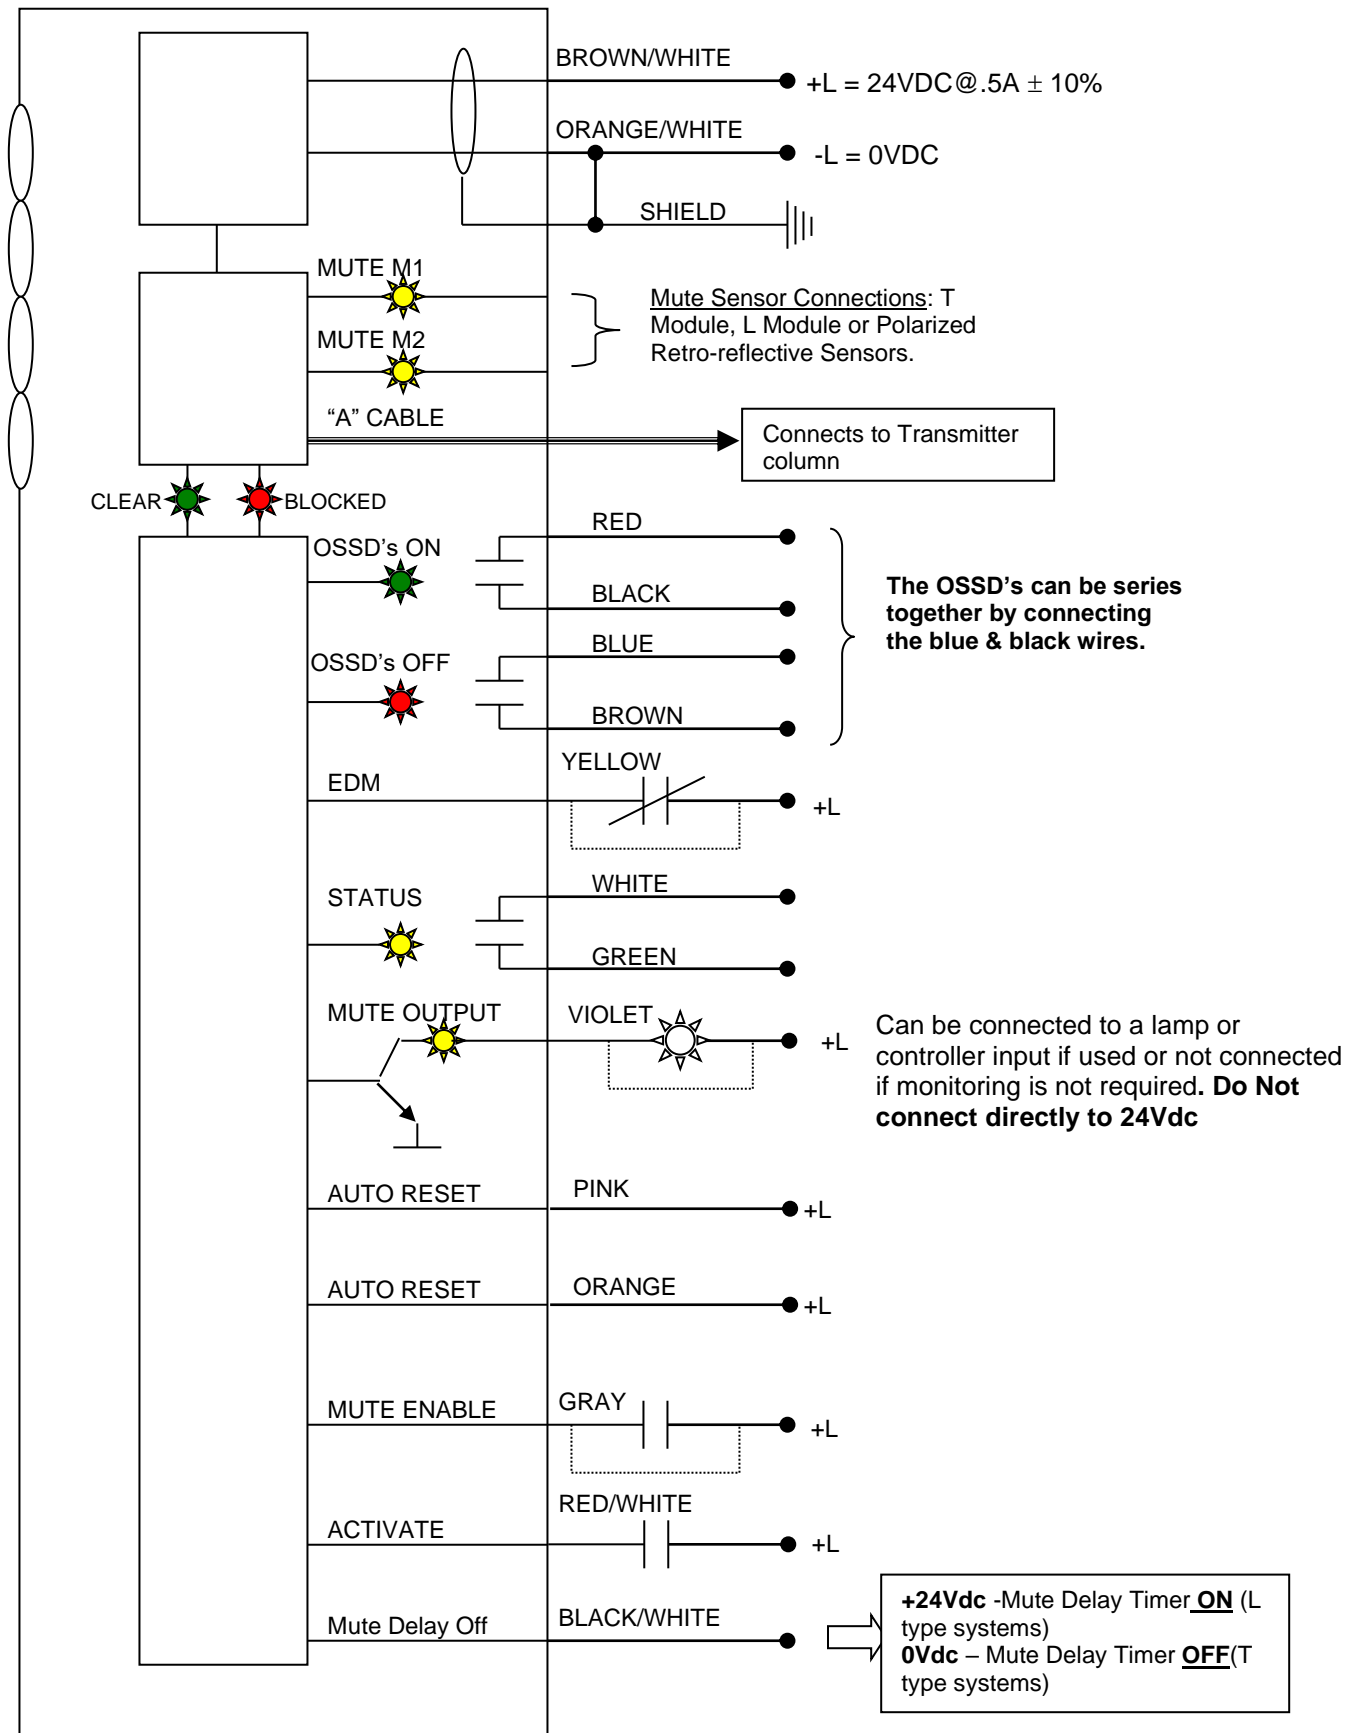 BROWN/WHITE
+L = 24VDC@.5A ± 10%
ORANGE/WHITE
-L = 0VDC
SHIELD
MUTE M1
Mute Sensor Connections: T
Module, L Module or Polarized
Retro-reflective Sensors.
MUTE M2
“A” CABLE
Connects to Transmitter
column
CLEAR
BLOCKED
RED
OSSD's ON
BLACK
The OSSD's can be series
together by connecting
the blue & black wires.
BLUE
OSSD's OFF
BROWN
YELLOW
EDM
+L
WHITE
STATUS
GREEN
MUTE OUTPUT
VIOLET
+L
Can be connected to a lamp or
controller input if used or not connected
if monitoring is not required. Do Not
connect directly to 24Vdc
AUTO RESET
PINK
+L
AUTO RESET
ORANGE
+L
MUTE ENABLE
GRAY
+L
RED/WHITE
ACTIVATE
+L
Mute Delay Off
BLACK/WHITE
+24Vdc -Mute Delay Timer ON (L
type systems)
0Vdc – Mute Delay Timer OFF(T
type systems)